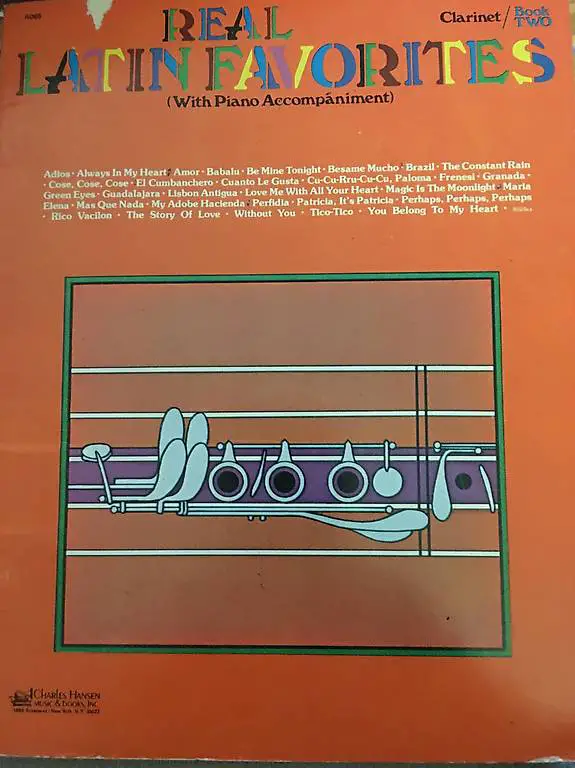 R065
REAL
Clarinet/Book TWO
LATIN FAVORITES
(With Piano Accompániment)
Adios · Always In My Heart · Amor · Babalu · Be Mine Tonight · Besame Mucho · Brazil · The Constant Rain
· Cose, Cose, Cose · El Cumbanchero · Cuanto Le Gusta · Cu-Cu-Rru-Cu-Cu, Paloma · Frenesi · Granada ·
Green Eyes · Guadalajara · Lisbon Antigua · Love Me With All Your Heart · Magic Is The Moonlight · Maria
Elena · Mas Que Nada · My Adobe Hacienda · Perfidia · Patricia, It's Patricia · Perhaps, Perhaps, Perhaps
· Rico Vacilon · The Story Of Love · Without You · Tico-Tico · You Belong To My Heart ·
CHARLES HANSEN
MUSIC & BOOKS, INC.
New York, N.Y.